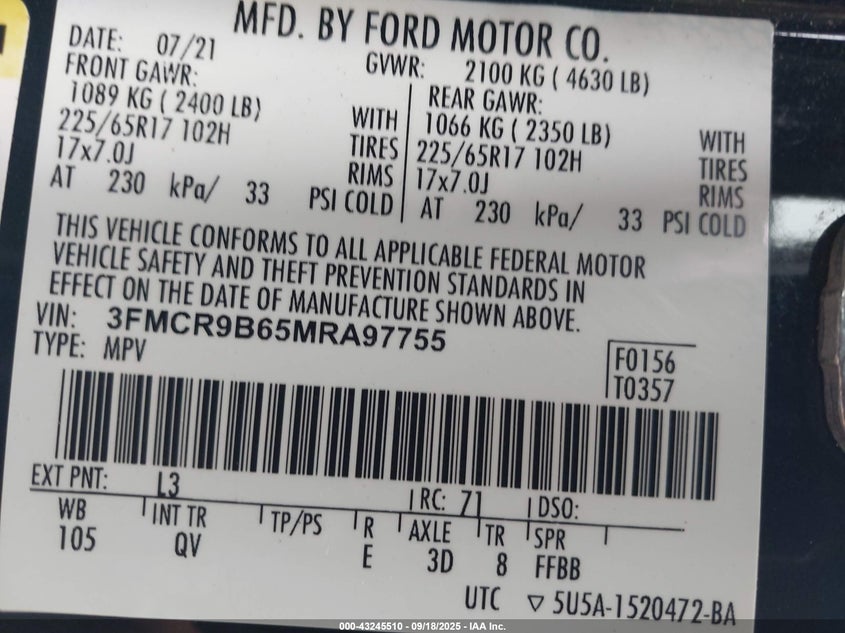 MFD. BY FORD MOTOR CO.
DATE: 07/21 GVWR: 2100 KG ( 4630 LB)
FRONT GAWR: REAR GAWR:
1089 KG ( 2400 LB) WITH 1066 KG ( 2350 LB) WITH
225/65R17 102H TIRES 225/65R17 102H TIRES
17x7.0J RIMS 17x7.0J RIMS
AT 230 kPa/ 33 PSI COLD AT 230 kPa/ 33 PSI COLD
THIS VEHICLE CONFORMS TO ALL APPLICABLE FEDERAL MOTOR
VEHICLE SAFETY AND THEFT PREVENTION STANDARDS IN
EFFECT ON THE DATE OF MANUFACTURE SHOWN ABOVE.
VIN: 3FMCR9B65MRA97755
TYPE: MPV F0156
T0357
EXT PNT: L3 RC: 71 DSO:
WB INT TR TP/PS R AXLE TR SPR
105 QV E 3D 8 FFBB
UTC ▽ 5U5A-1520472-BA
000-43245510 - 09/18/2025 - IAA Inc.